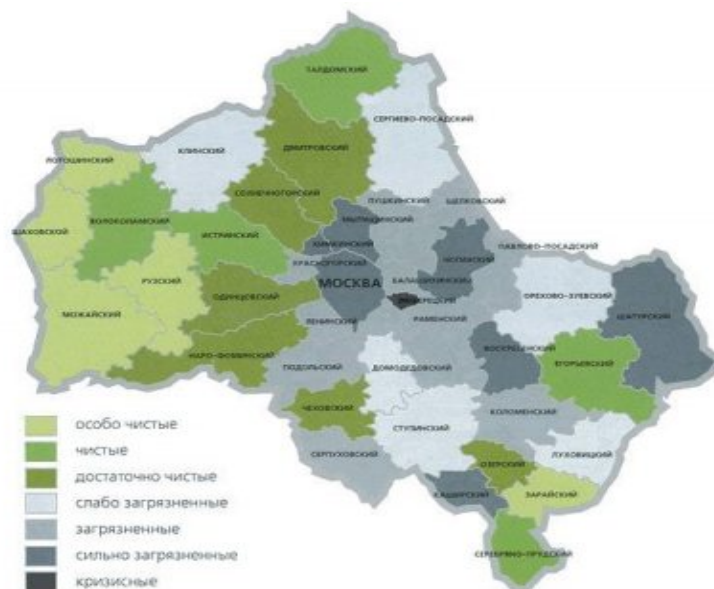 ТАЛДОМСКИЙ
СЕРГИЕВО-ПОСАДСКИЙ
КЛИНСКИЙ
ДМИТРОВСКИЙ
ЛОТОШИНСКИЙ
СОЛНЕЧНОГОРСКИЙ
ПУШКИНСКИЙ
ЩЕЛКОВСКИЙ
ВОЛОКОЛАМСКИЙ
МЫТИЩИНСКИЙ
ШАХОВСКОЙ
ИСТРИНСКИЙ
ХИМКИНСКИЙ
НОГИНСКИЙ
ПАВЛОВО-ПОСАДСКИЙ
КРАСНОГОРСКИЙ
РУЗСКИЙ
МОСКВА
БАЛАШИХИНСКИЙ
ОДИНЦОВСКИЙ
ЛЮБЕРЕЦКИЙ
ОРЕХОВО-ЗУЕВСКИЙ
МОЖАЙСКИЙ
ЛЕНИНСКИЙ
РАМЕНСКИЙ
ШАТУРСКИЙ
НАРО-ФОМИНСКИЙ
ВОСКРЕСЕНСКИЙ
ПОДОЛЬСКИЙ
ДОМОДЕДОВСКИЙ
ЕГОРЬЕВСКИЙ
ЧЕХОВСКИЙ
КОЛОМЕНСКИЙ
СТУПИНСКИЙ
СЕРПУХОВСКИЙ
ЛУХОВИЦКИЙ
ОЗЕРСКИЙ
КАШИРСКИЙ
ЗАРАЙСКИЙ
СЕРЕБРЯНО-ПРУДСКИЙ
особо чистые
чистые
достаточно чистые
слабо загрязненные
загрязненные
сильно загрязненные
кризисные